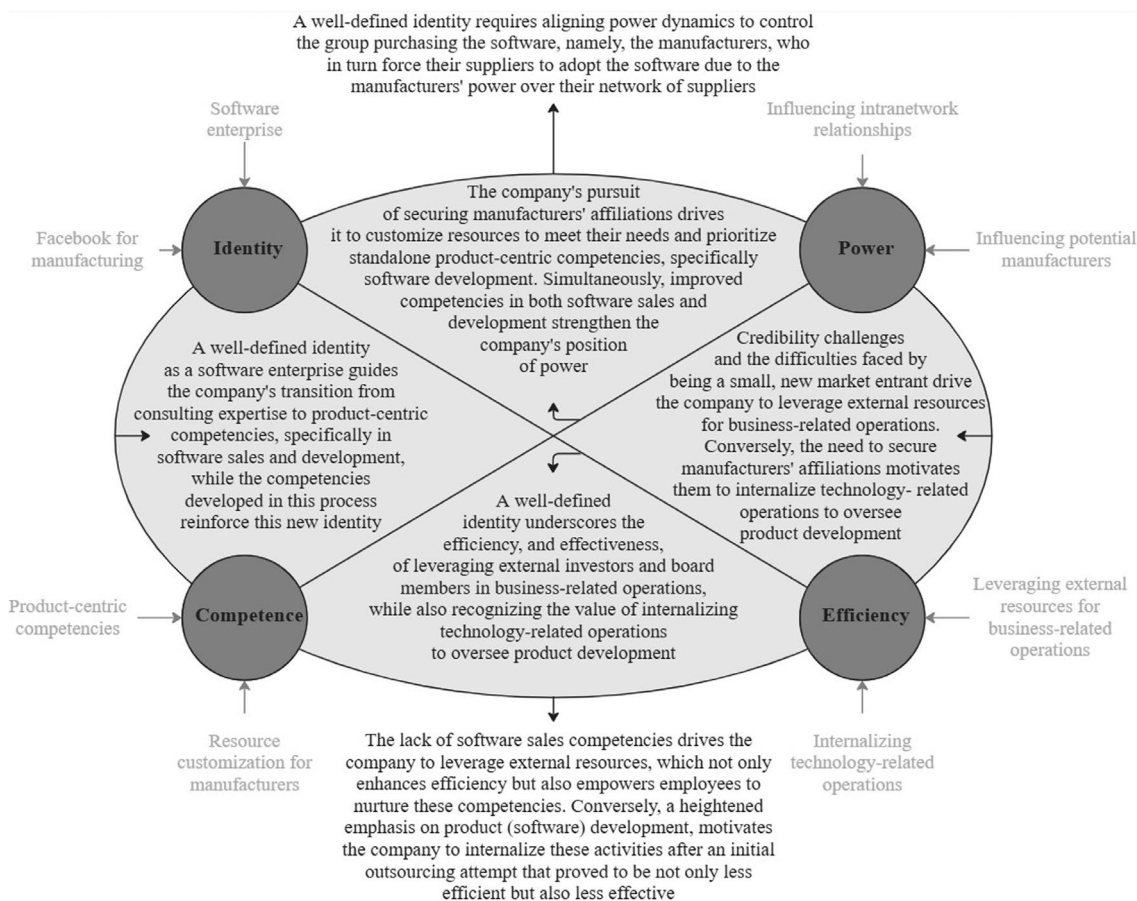 A well-defined identity requires aligning power dynamics to control
the group purchasing the software, namely, the manufacturers, who
in turn force their suppliers to adopt the software due to the
manufacturers' power over their network of suppliers
Software
enterprise
Influencing intranetwork
relationships
Facebook for
manufacturing
Identity
The company's pursuit
of securing manufacturers' affiliations drives
it to customize resources to meet their needs and prioritize
standalone product-centric competencies, specifically
software development. Simultaneously, improved
competencies in both software sales and
development strengthen the
company's position
of power
Power
Influencing potential
manufacturers
A well-defined identity
as a software enterprise guides
the company's transition from
consulting expertise to product-centric
competencies, specifically in
software sales and development,
while the competencies
developed in this process
reinforce this new identity
Credibility challenges
and the difficulties faced by
being a small, new market entrant drive
the company to leverage external resources
for business-related operations.
Conversely, the need to secure
manufacturers' affiliations motivates
them to internalize technology- related
operations to oversee
product development
A well-defined
identity underscores the
efficiency, and effectiveness,
of leveraging external investors and board
members in business-related operations,
while also recognizing the value of internalizing
technology-related operations
to oversee product development
Product-centric
competencies
Competence
Efficiency
Leveraging external
resources for
business-related
operations
Resource
customization for
manufacturers
The lack of software sales competencies drives the
company to leverage external resources, which not only
enhances efficiency but also empowers employees to
nurture these competencies. Conversely, a heightened
emphasis on product (software) development, motivates
the company to internalize these activities after an initial
outsourcing attempt that proved to be not only less
efficient but also less effective
Internalizing
technology-related
operations